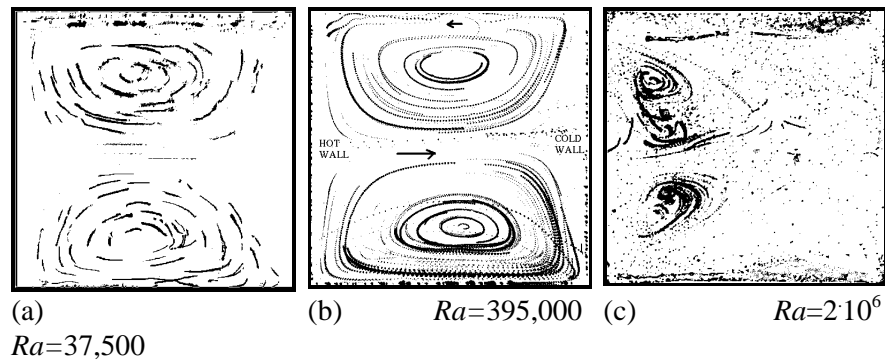 HOT
WALL
COLD
WALL
(a)
(b) Ra=395,000
(c) Ra=2·10⁶
Ra=37,500